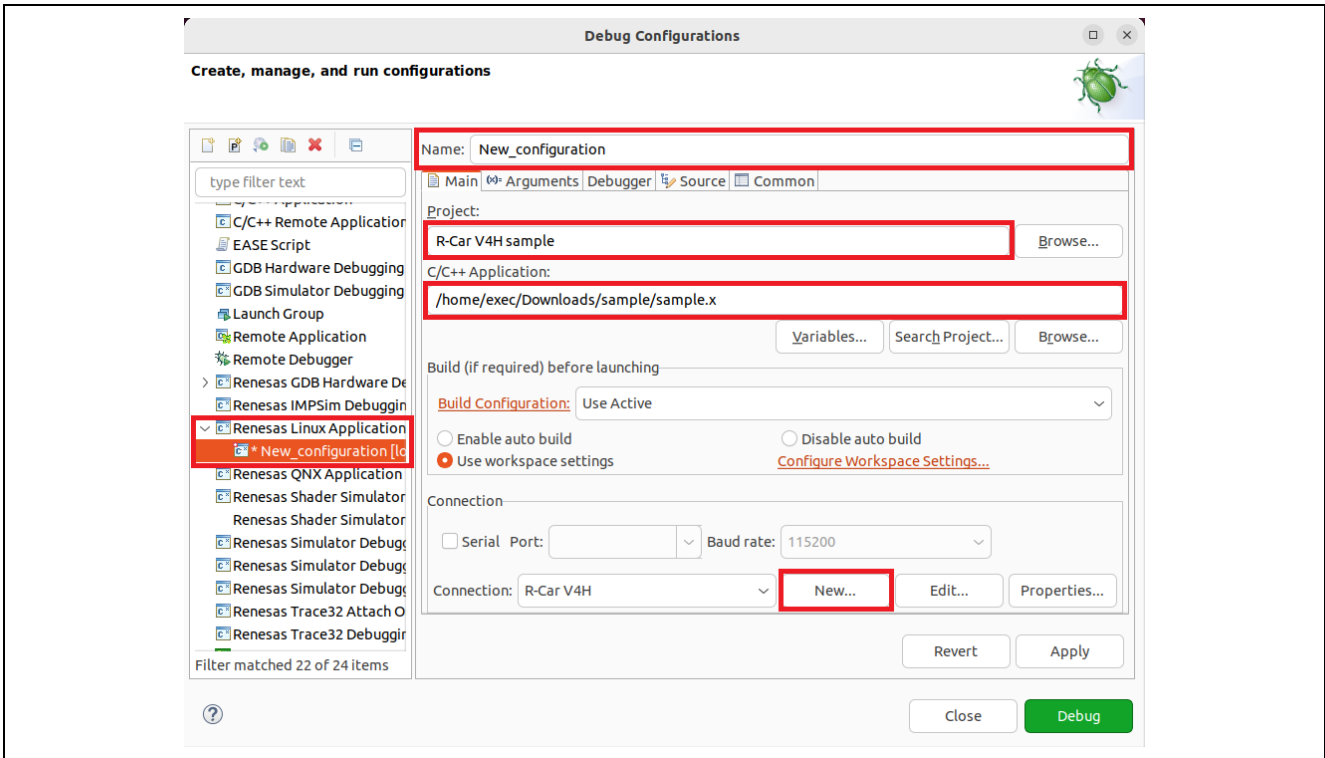 Debug Configurations
Create, manage, and run configurations
type filter text
C/C++ Remote Application
EASE Script
GDB Hardware Debugging
GDB Simulator Debugging
Launch Group
Remote Application
Remote Debugger
Renesas GDB Hardware De
Renesas IMPSim Debuggin
Renesas Linux Application
* New_configuration [lo
Renesas QNX Application
Renesas Shader Simulator
Renesas Shader Simulator
Renesas Simulator Debugg
Renesas Simulator Debugg
Renesas Simulator Debugg
Renesas Trace32 Attach O
Renesas Trace32 Debuggin
Filter matched 22 of 24 items
Name: New_configuration
Main Arguments Debugger Source Common
Project:
R-Car V4H sample Browse...
C/C++ Application:
/home/exec/Downloads/sample/sample.x
Variables... Search Project... Browse...
Build (if required) before launching
Build Configuration: Use Active
Enable auto build Disable auto build
Use workspace settings Configure Workspace Settings...
Connection
Serial Port: Baud rate: 115200
Connection: R-Car V4H New... Edit... Properties...
Revert Apply
Close Debug